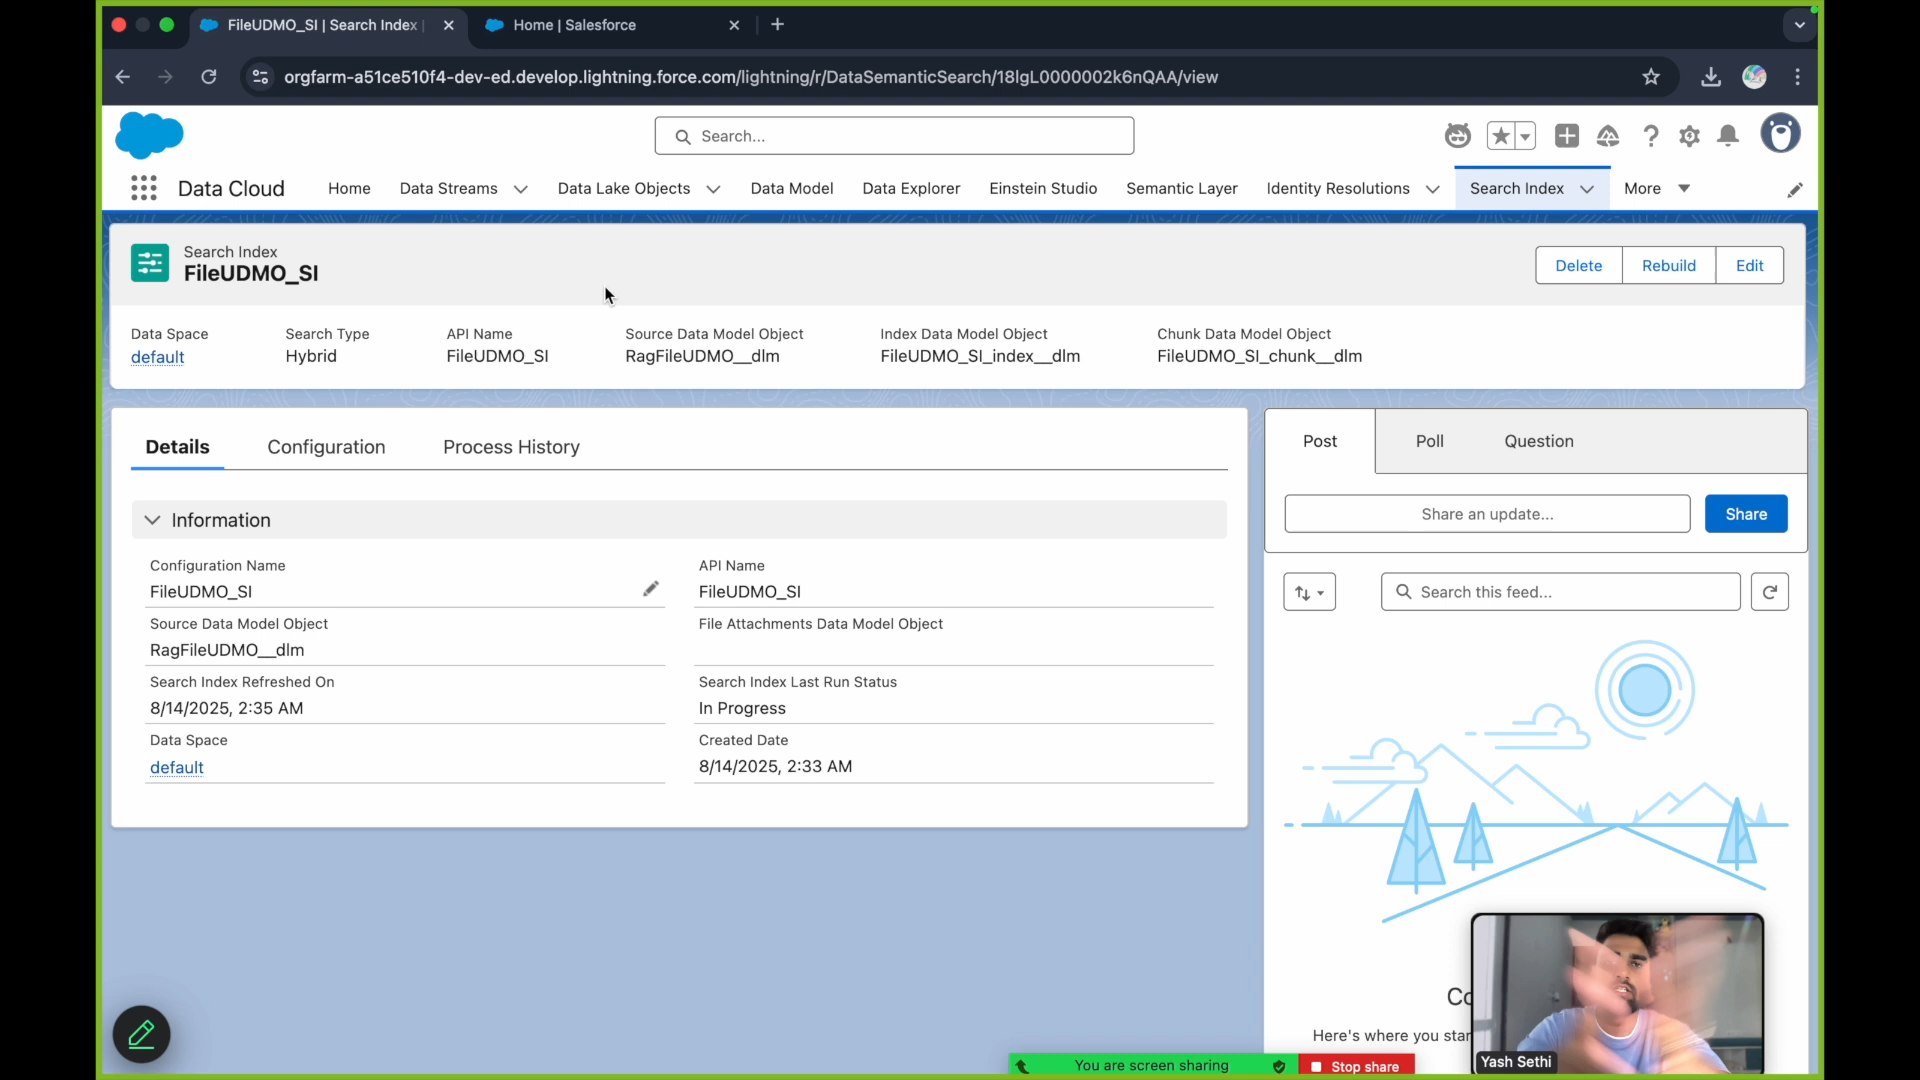 FileUDMO_SI | Search Index
Home | Salesforce
orgfarm-a51ce510f4-dev-ed.develop.lightning.force.com/lightning/r/DataSemanticSearch/18lgL0000002k6nQAA/view
Search...
Data Cloud
Home
Data Streams
Data Lake Objects
Data Model
Data Explorer
Einstein Studio
Semantic Layer
Identity Resolutions
Search Index
More
Search Index
FileUDMO_SI
Delete
Rebuild
Edit
Data Space
default
Search Type
Hybrid
API Name
FileUDMO_SI
Source Data Model Object
RagFileUDMO__dlm
Index Data Model Object
FileUDMO_SI_index__dlm
Chunk Data Model Object
FileUDMO_SI_chunk__dlm
Details
Configuration
Process History
Information
Configuration Name
FileUDMO_SI
API Name
FileUDMO_SI
Source Data Model Object
RagFileUDMO__dlm
File Attachments Data Model Object
Search Index Refreshed On
8/14/2025, 2:35 AM
Search Index Last Run Status
In Progress
Data Space
default
Created Date
8/14/2025, 2:33 AM
Post
Poll
Question
Share an update...
Share
Search this feed...
Here's where you
Yash Sethi
You are screen sharing
Stop share